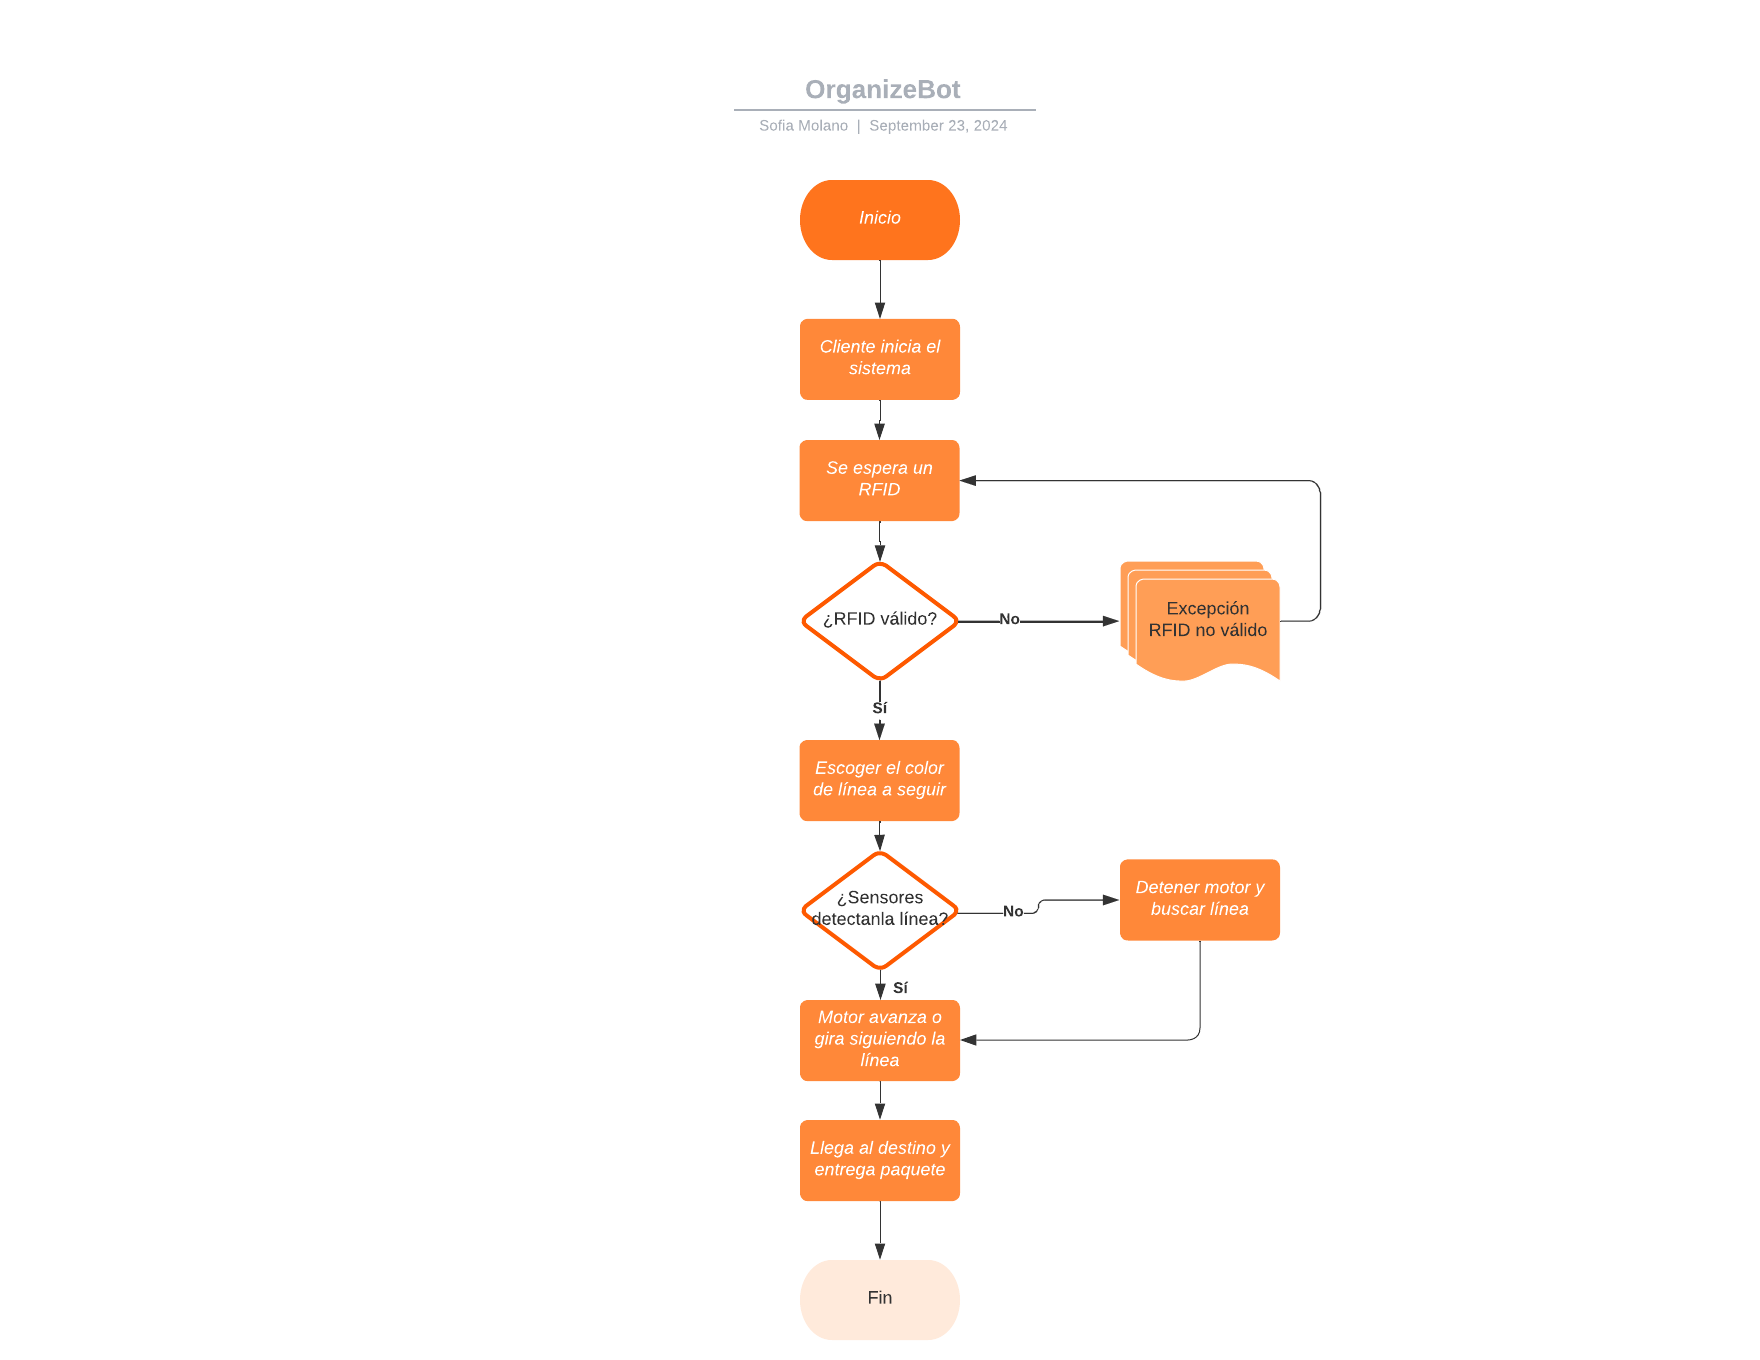 OrganizeBot
Sofia Molano | September 23, 2024
Inicio
Cliente inicia el
sistema
Se espera un
RFID
¿RFID válido?
No
Excepción
RFID no válido
Sí
Escoger el color
de línea a seguir
¿Sensores
detectanla línea?
No
Detener motor y
buscar línea
Sí
Motor avanza o
gira siguiendo la
línea
Llega al destino y
entrega paquete
Fin